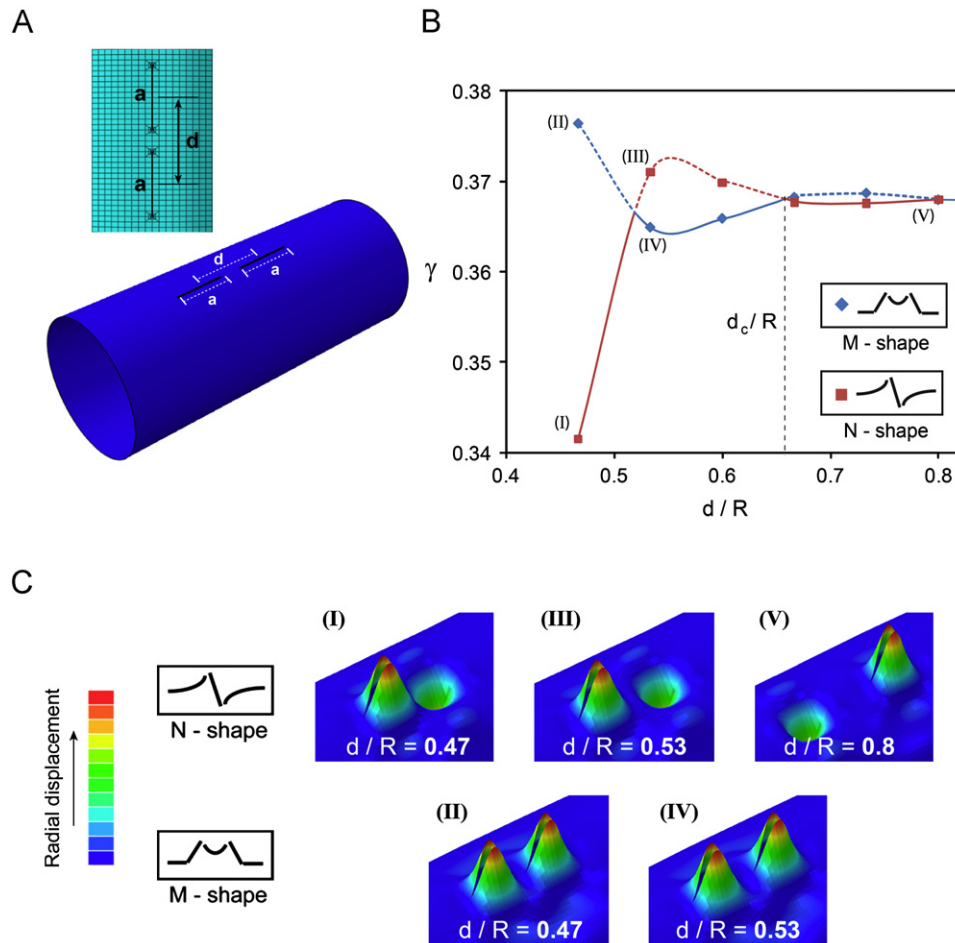 A
a
d
a
d
a
a
B
0.38
0.37
0.36
0.35
0.34
γ
0.4 0.5 0.6 0.7 0.8
d / R
(I)
(II)
(III)
(IV)
(V)
d_c / R
M - shape
N - shape
C
Radial displacement
N - shape
M - shape
(I)
d / R = 0.47
(III)
d / R = 0.53
(V)
d / R = 0.8
(II)
d / R = 0.47
(IV)
d / R = 0.53